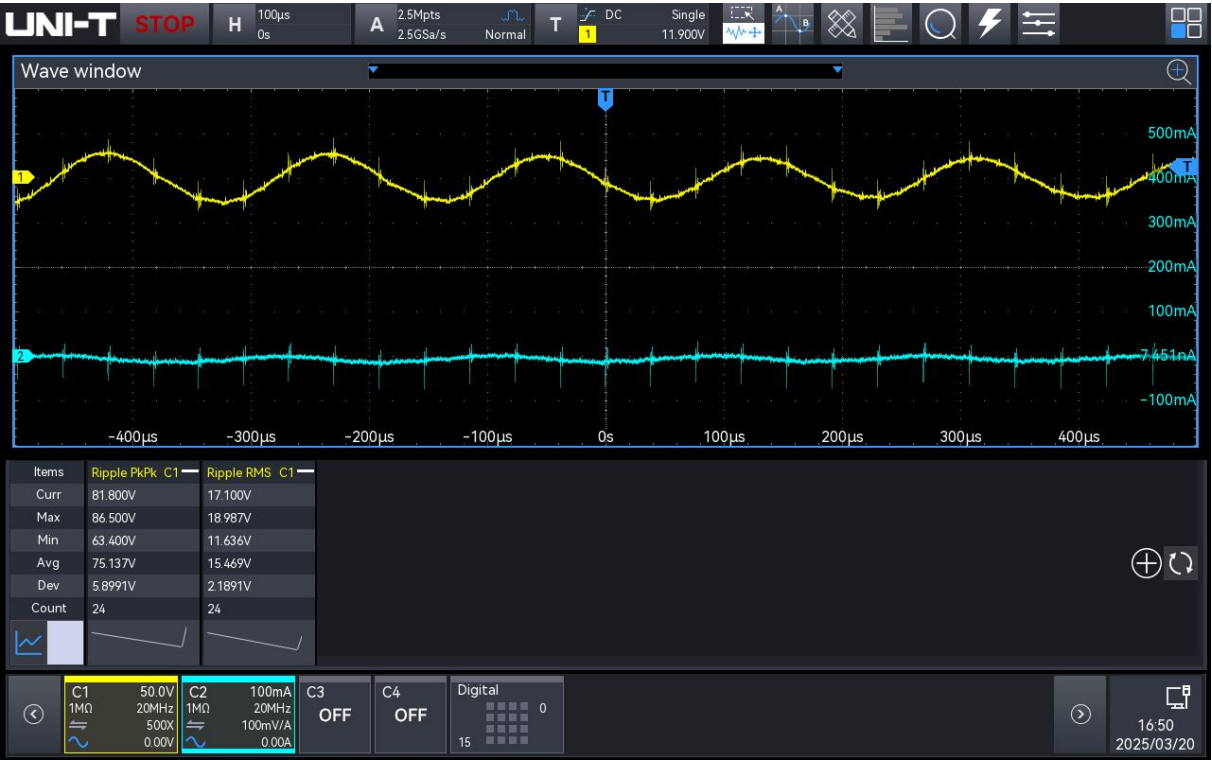 UNI-T STOP H 100μs 0s A 2.5Mpts 2.5GSa/s Normal T 1 DC Single 11.900V A B
Wave window
T
500mA
1 T
400mA
300mA
200mA
100mA
2 7.451nA
-100mA
-400μs -300μs -200μs -100μs 0s 100μs 200μs 300μs 400μs
Items Ripple PkPk C1 Ripple RMS C1
Curr 81.800V 17.100V
Max 86.500V 18.987V
Min 63.400V 11.636V
Avg 75.137V 15.469V
Dev 5.8991V 2.1891V
Count 24 24
C1 50.0V C2 100mA C3 C4 Digital
1MΩ 20MHz 1MΩ 20MHz OFF OFF 0
500X 100mV/A
0.00V 0.00A 15
16:50
2025/03/20